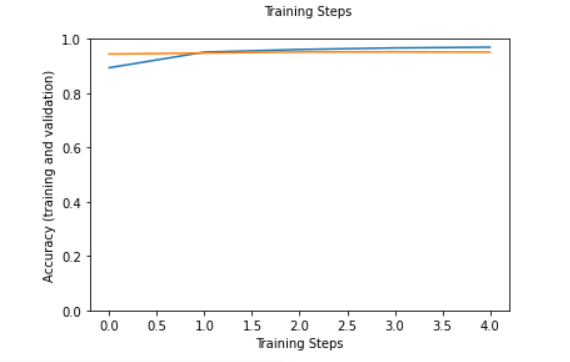 Training Steps
1.0
0.8
0.6
0.4
0.2
0.0
Accuracy (training and validation)
0.0 0.5 1.0 1.5 2.0 2.5 3.0 3.5 4.0
Training Steps